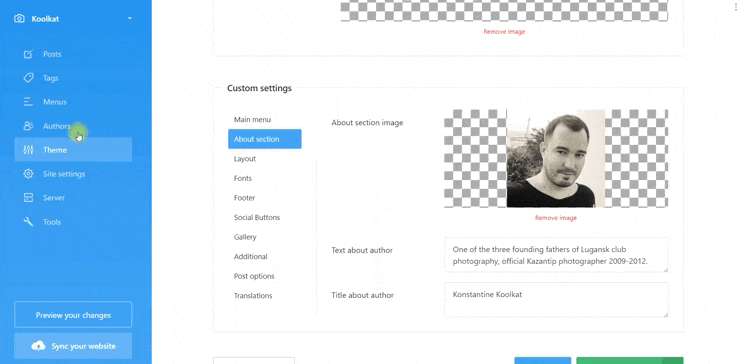 Koolkat
Posts
Tags
Menus
Authors
Theme
Site settings
Server
Tools
Preview your changes
Sync your website
Remove image
Custom settings
Main menu
About section
Layout
Fonts
Footer
Social Buttons
Gallery
Additional
Post options
Translations
About section image
Remove image
Text about author
One of the three founding fathers of Lugansk club
photography, official Kazantip photographer 2009-2012.
Title about author
Konstantine Koolkat